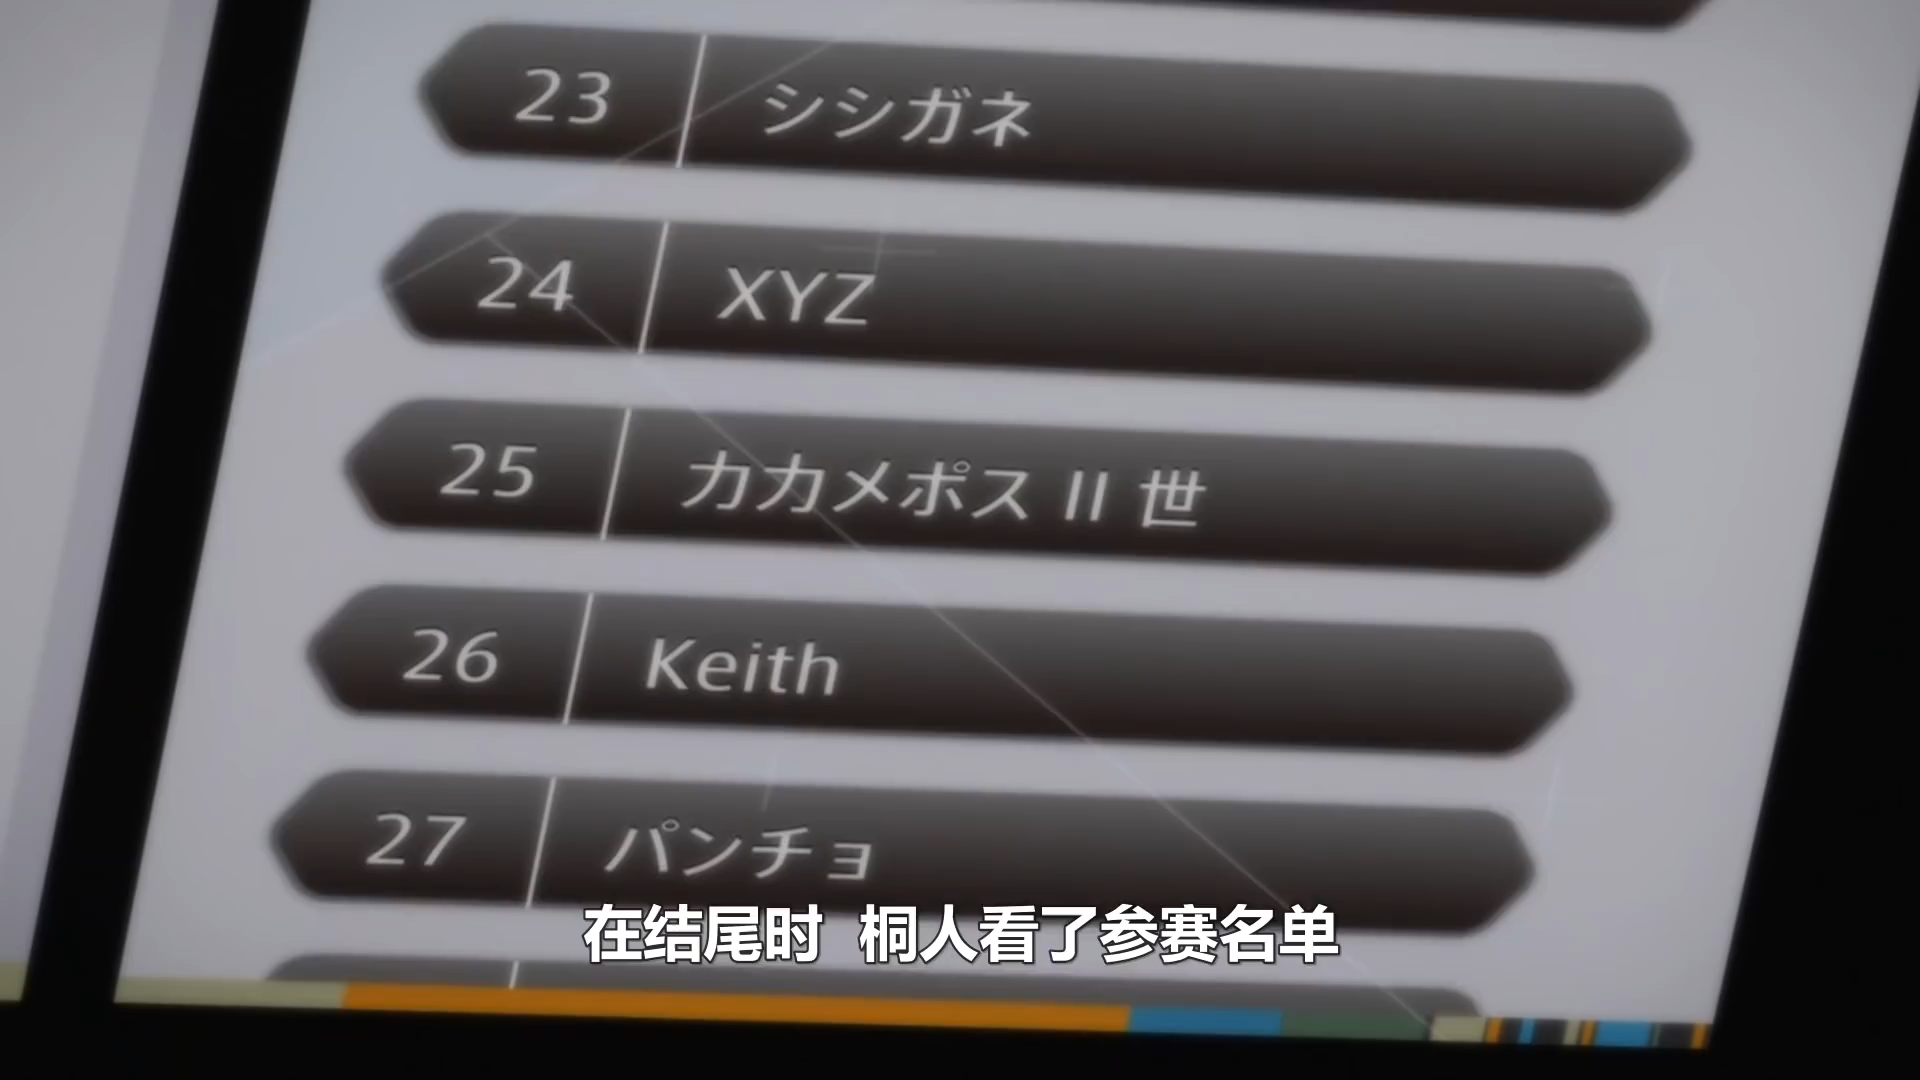 23 シシガネ
24 XYZ
25 カカメポス II 世
26 Keith
27 パンチョ
在结尾时 桐人看了参赛名单